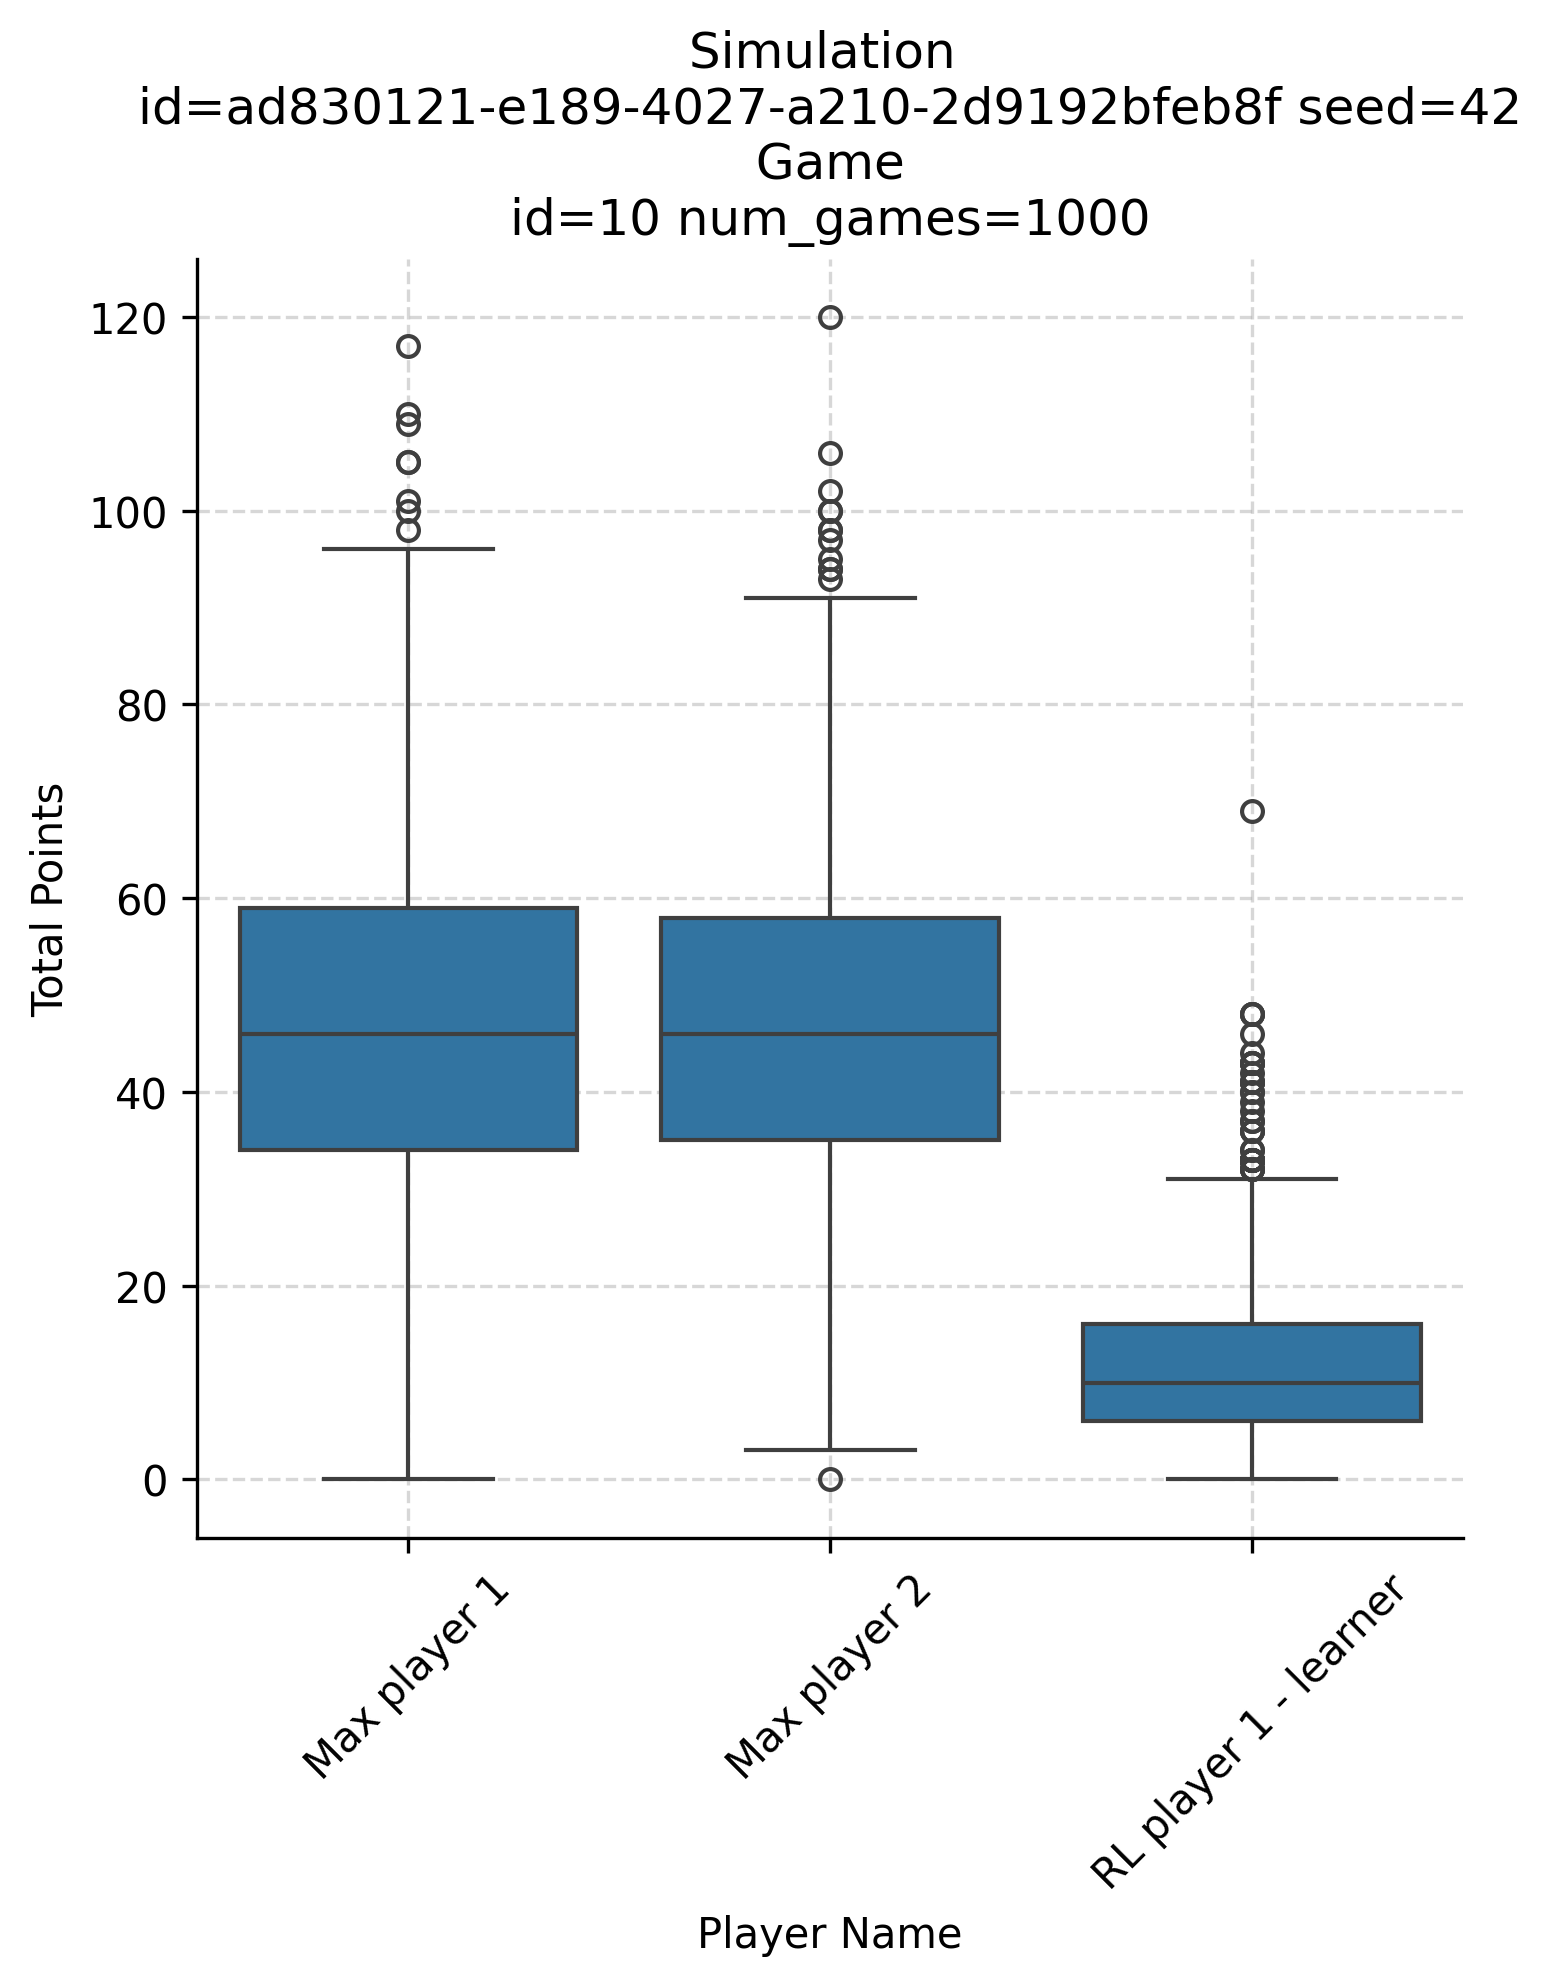 Simulation
id=ad830121-e189-4027-a210-2d9192bfeb8f seed=42
Game
id=10 num_games=1000
120
100
80
60
40
20
0
Total Points
Max player 1
Max player 2
RL player 1 - learner
Player Name